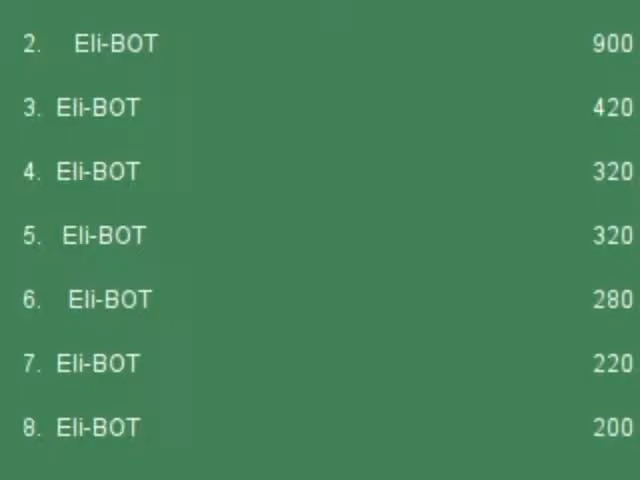 2. Eli-BOT 900
3. Eli-BOT 420
4. Eli-BOT 320
5. Eli-BOT 320
6. Eli-BOT 280
7. Eli-BOT 220
8. Eli-BOT 200